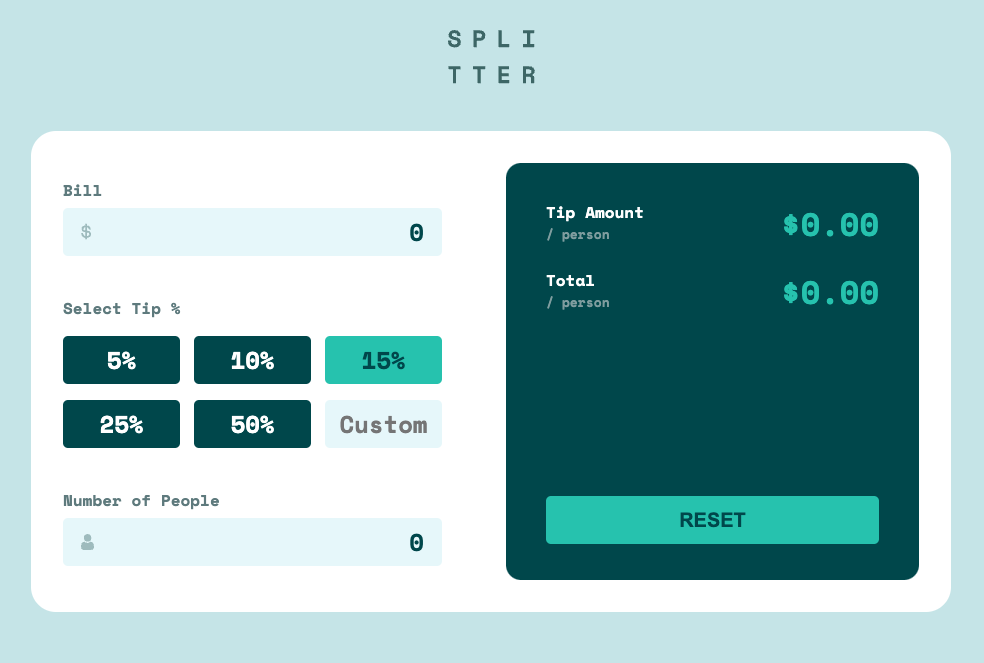 SPLI
TTER
Bill
$ 0
Select Tip %
5% 10% 15%
25% 50% Custom
Number of People
0
Tip Amount
/ person
$0.00
Total
/ person
$0.00
RESET